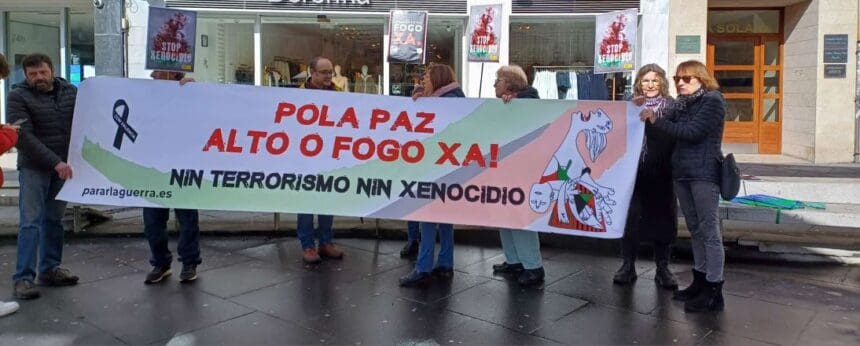 STOP
XENOCIDIO
ALTO O
FOGO
XA!
STOP
XENOCIDIO
STOP
XENOCIDIO
SOLA
POLA PAZ
ALTO O FOGO XA!
NIN TERRORISMO NIN XENOCIDIO
pararlaguerra.es